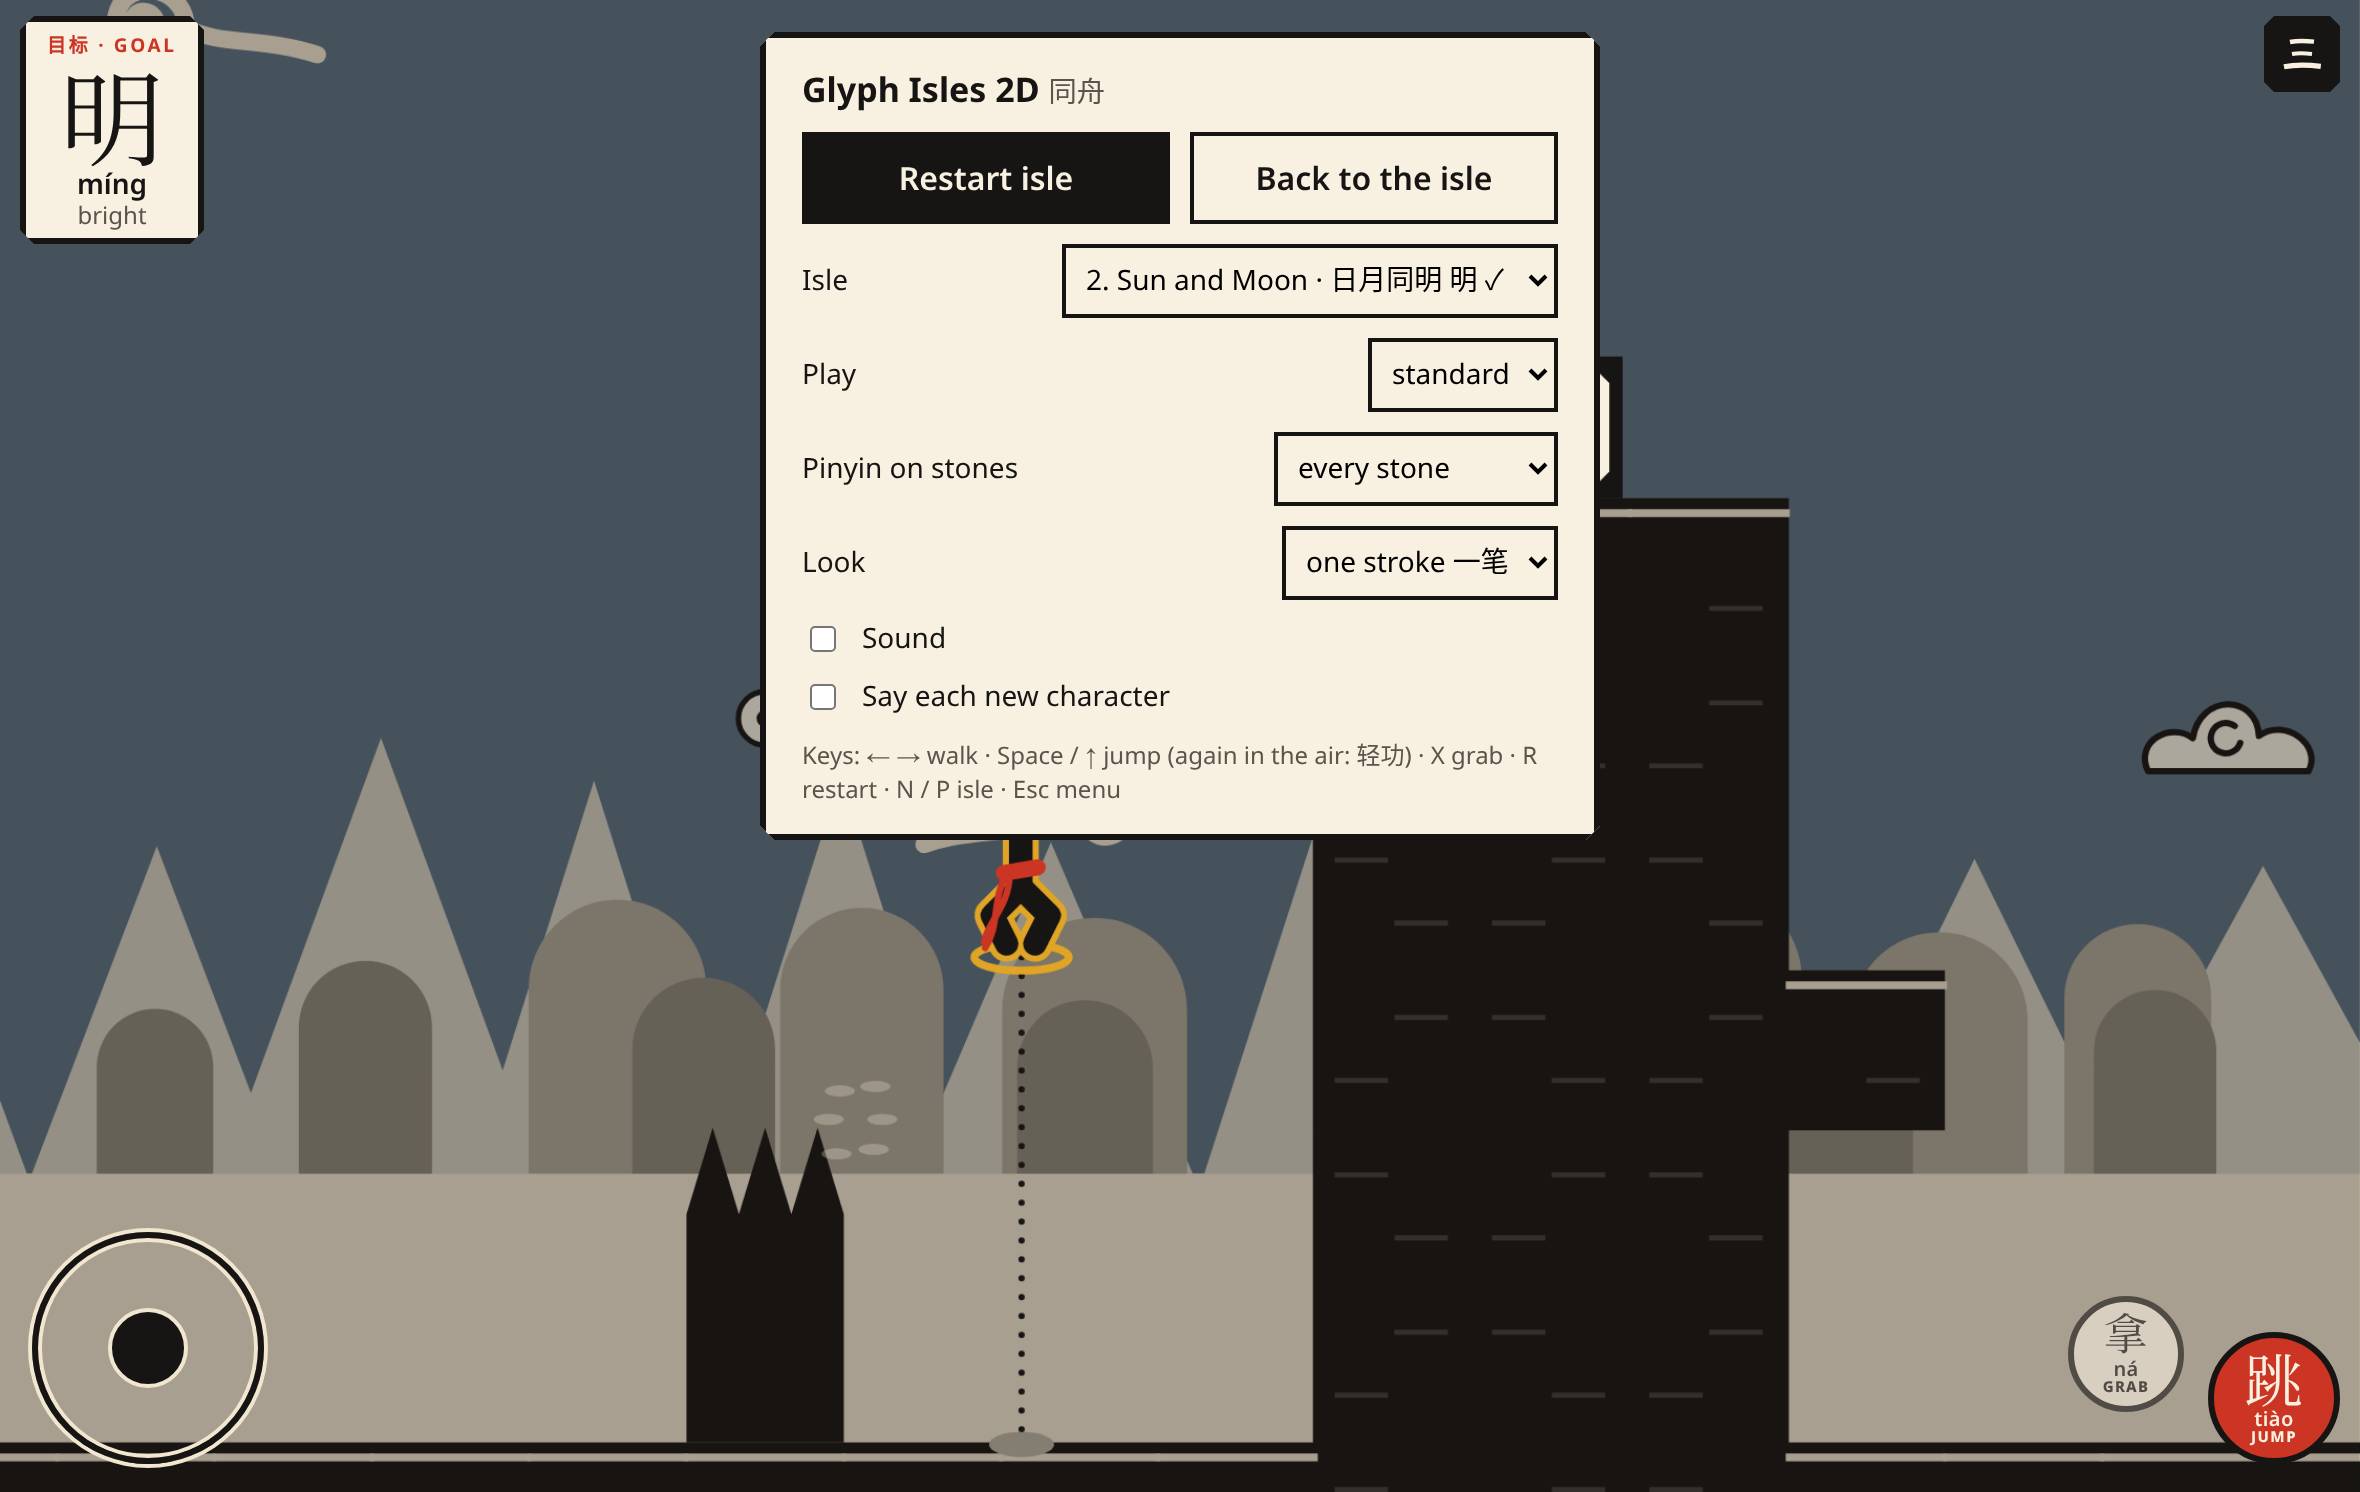 目标 · GOAL
明
míng
bright
三
Glyph Isles 2D 同舟
Restart isle
Back to the isle
Isle
2. Sun and Moon · 日月同明 明 ✓
Play
standard
Pinyin on stones
every stone
Look
one stroke 一笔
Sound
Say each new character
Keys: ← → walk · Space / ↑ jump (again in the air: 轻功) · X grab · R
restart · N / P isle · Esc menu
拿
ná
GRAB
跳
tiào
JUMP